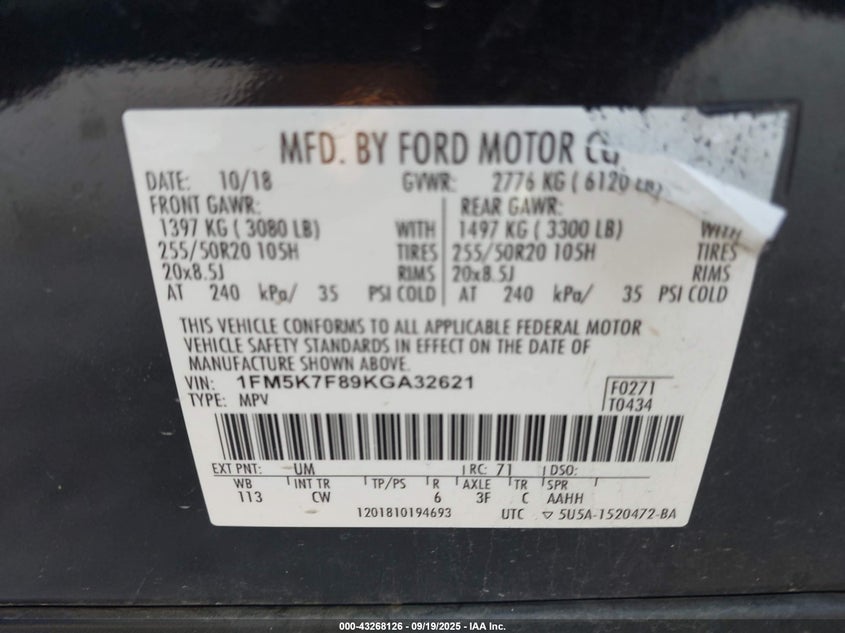 MFD. BY FORD MOTOR CO
DATE: 10/18 GVWR: 2776 KG ( 6120 LB)
FRONT GAWR: REAR GAWR:
1397 KG ( 3080 LB) WITH 1497 KG ( 3300 LB) WITH
255/50R20 105H TIRES 255/50R20 105H TIRES
20x8.5J RIMS 20x8.5J RIMS
AT 240 kPa/ 35 PSI COLD AT 240 kPa/ 35 PSI COLD
THIS VEHICLE CONFORMS TO ALL APPLICABLE FEDERAL MOTOR
VEHICLE SAFETY STANDARDS IN EFFECT ON THE DATE OF
MANUFACTURE SHOWN ABOVE.
VIN: 1FM5K7F89KGA32621 F0271
TYPE: MPV T0434
EXT PNT: UM RC: 71 DSO:
WB INT TR TP/PS R AXLE TR SPR
113 CW 6 3F C AAHH
1201810194693 UTC ▽ 5U5A-1520472-BA
000-43268126 - 09/19/2025 - IAA Inc.